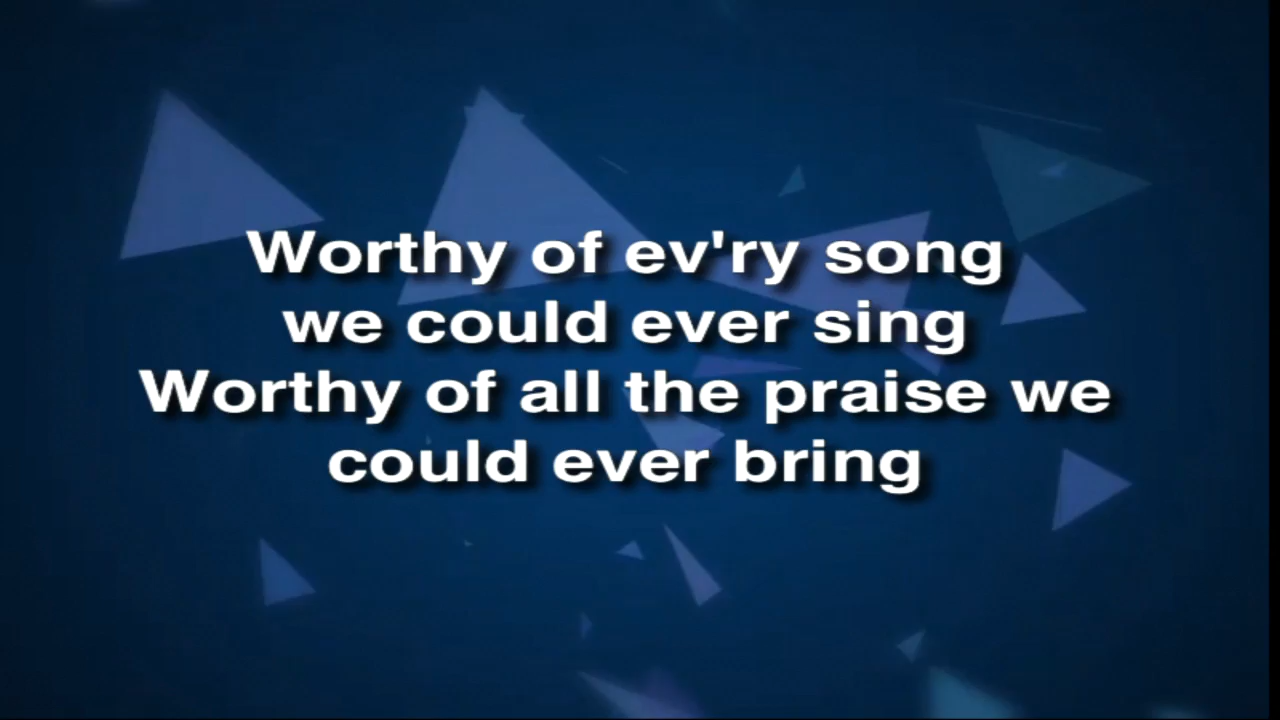 Worthy of ev'ry song
we could ever sing
Worthy of all the praise we
could ever bring